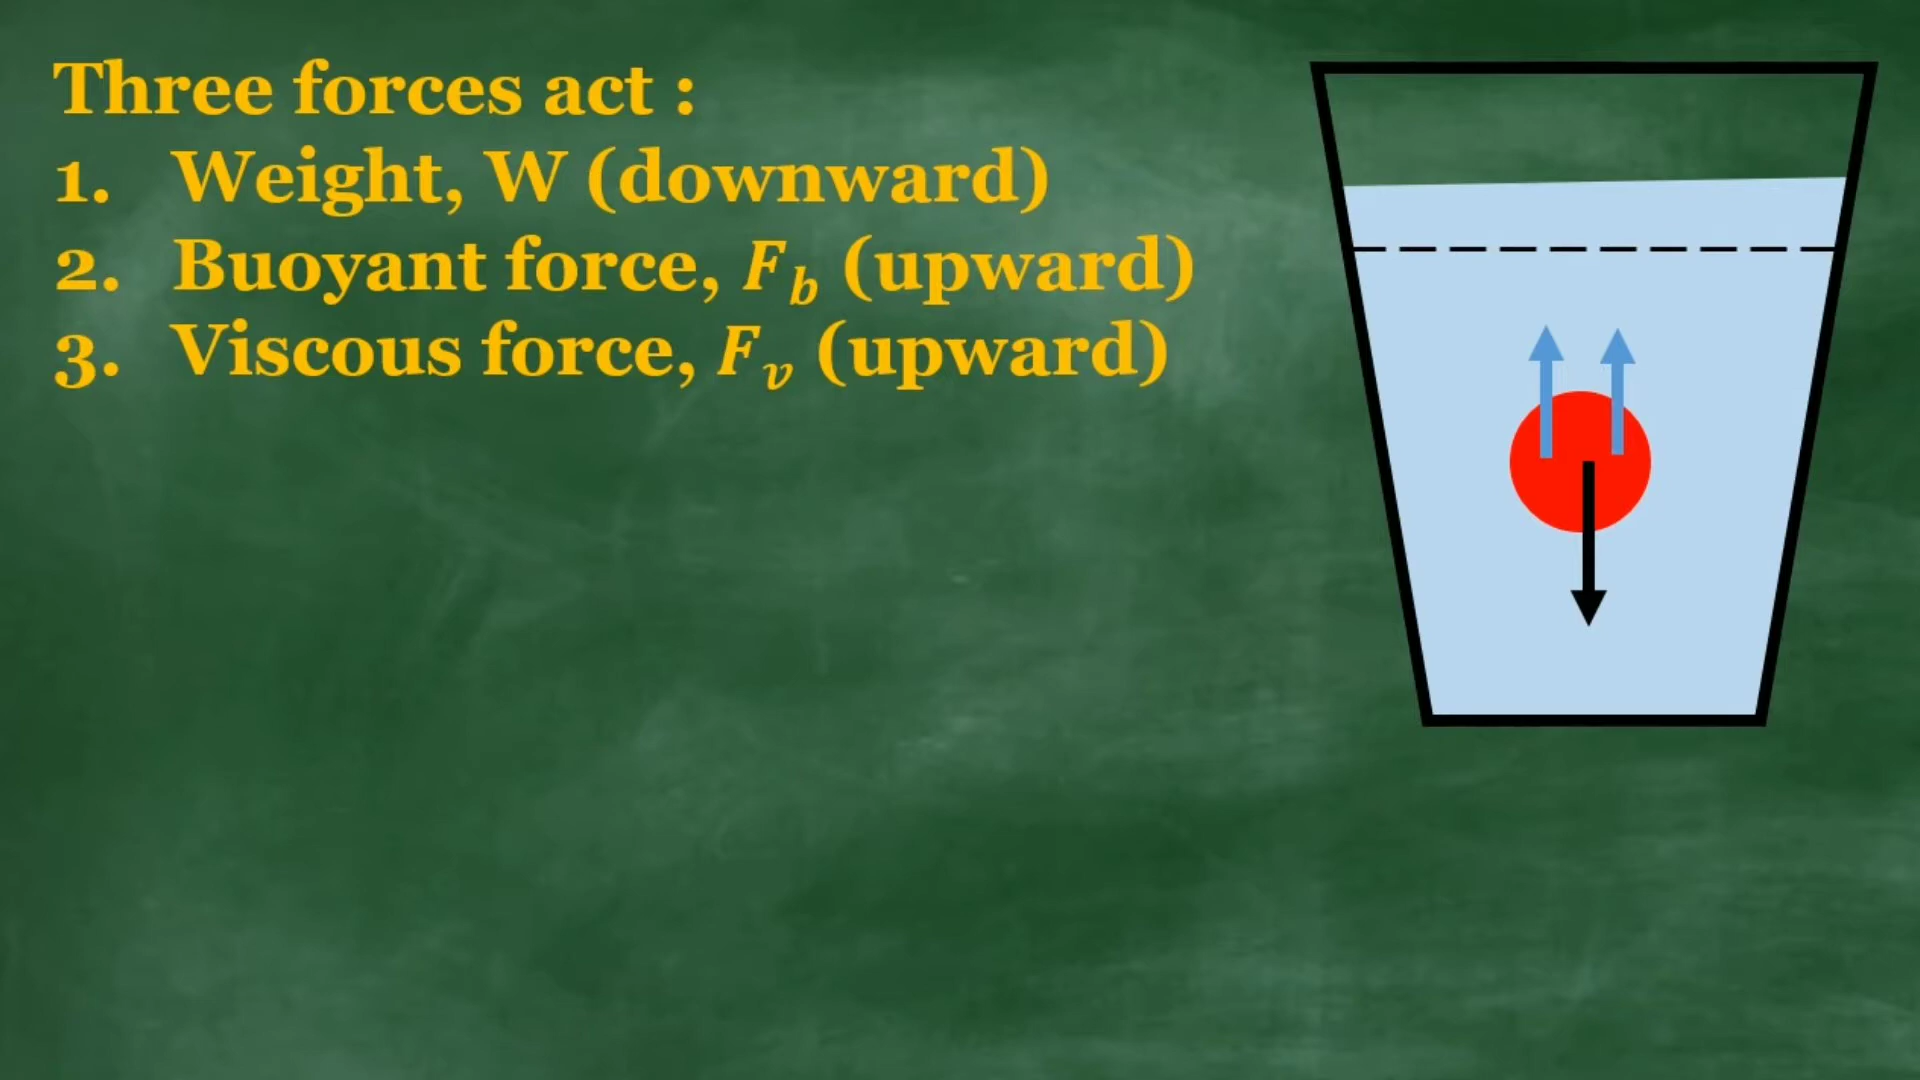 Three forces act :
1. Weight, W (downward)
2. Buoyant force, F_b (upward)
3. Viscous force, F_v (upward)